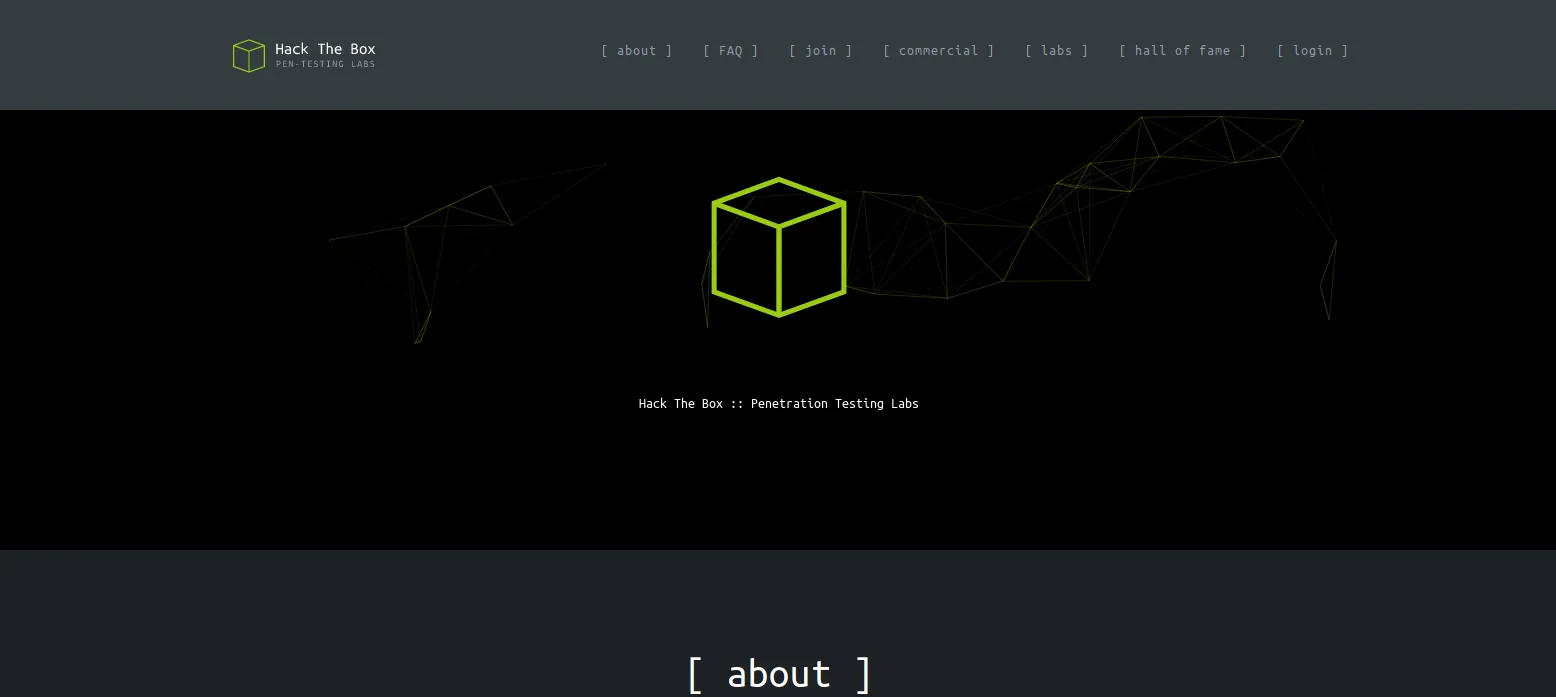 Hack The Box
PEN-TESTING LABS
[ about ] [ FAQ ] [ join ] [ commercial ] [ labs ] [ hall of fame ] [ login ]
Hack The Box :: Penetration Testing Labs
[ about ]